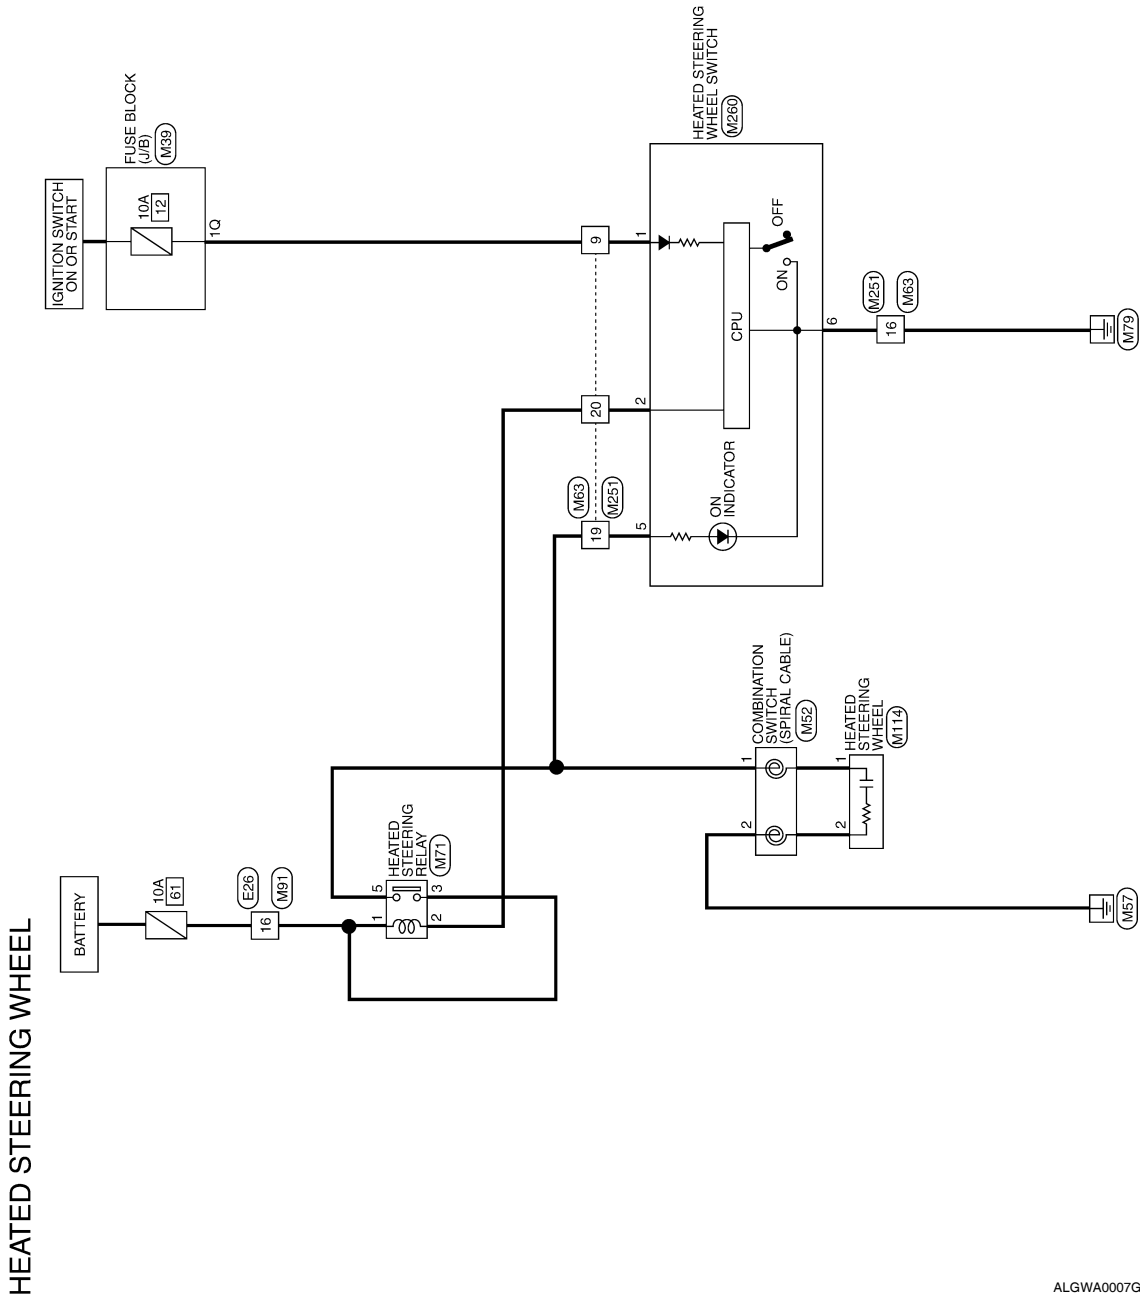 HEATED STEERING WHEEL
BATTERY
10A
61
E26
16
M91
1
5
HEATED
STEERING
RELAY
M71
2
3
IGNITION SWITCH
ON OR START
FUSE BLOCK
(J/B)
M39
10A
12
1Q
M63
19
20
9
M251
5
2
1
HEATED STEERING
WHEEL SWITCH
M260
ON
INDICATOR
CPU
ON
OFF
6
M251
16
M63
M79
COMBINATION
SWITCH
(SPIRAL CABLE)
M52
2
1
HEATED
STEERING
WHEEL
M114
2
1
M57
ALGWA0007G